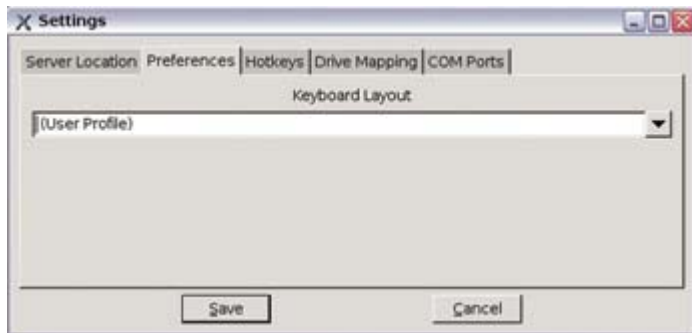 Settings
Server Location Preferences Hotkeys Drive Mapping COM Ports
Keyboard Layout
(User Profile)
Save Cancel